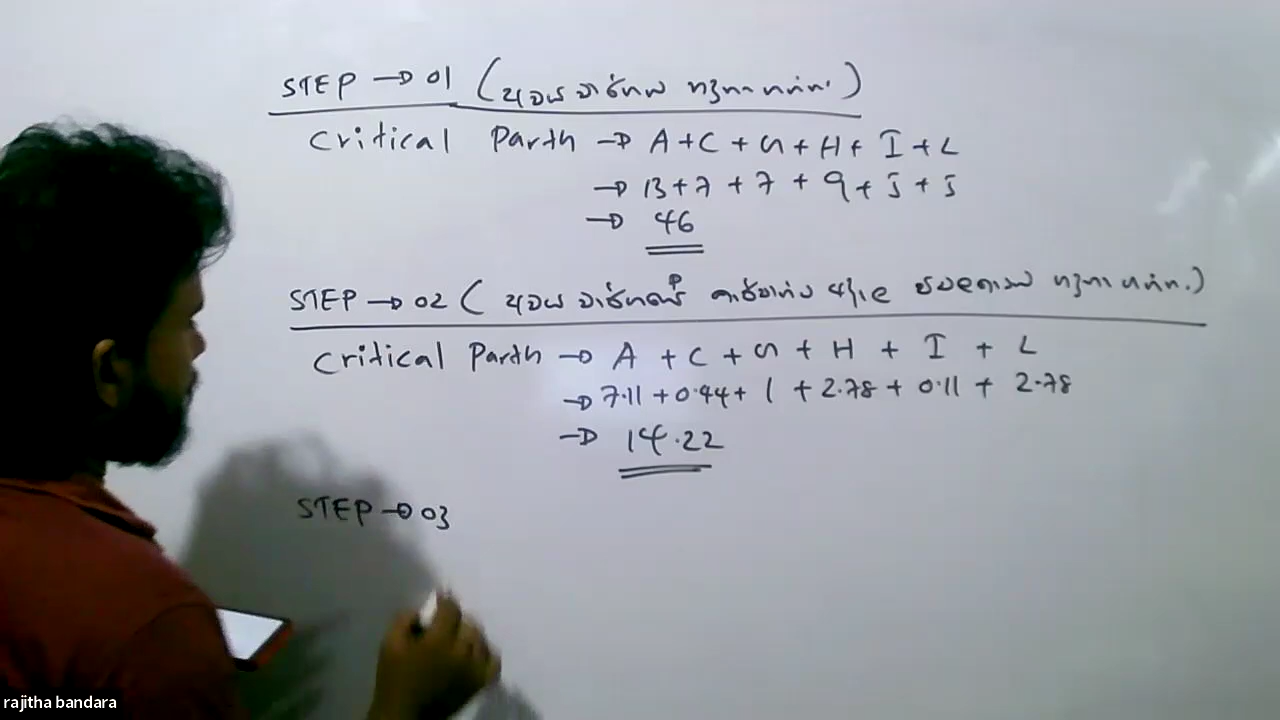 STEP → 01 (
Critical Parth → A + C + G + H + I + L
→ 13 + 7 + 7 + 9 + 5 + 5
→ 46
STEP → 02 (
Critical Parth → A + C + G + H + I + L
→ 7.11 + 0.44 + 1 + 2.78 + 0.11 + 2.78
→ 14.22
STEP → 03
rajitha bandara